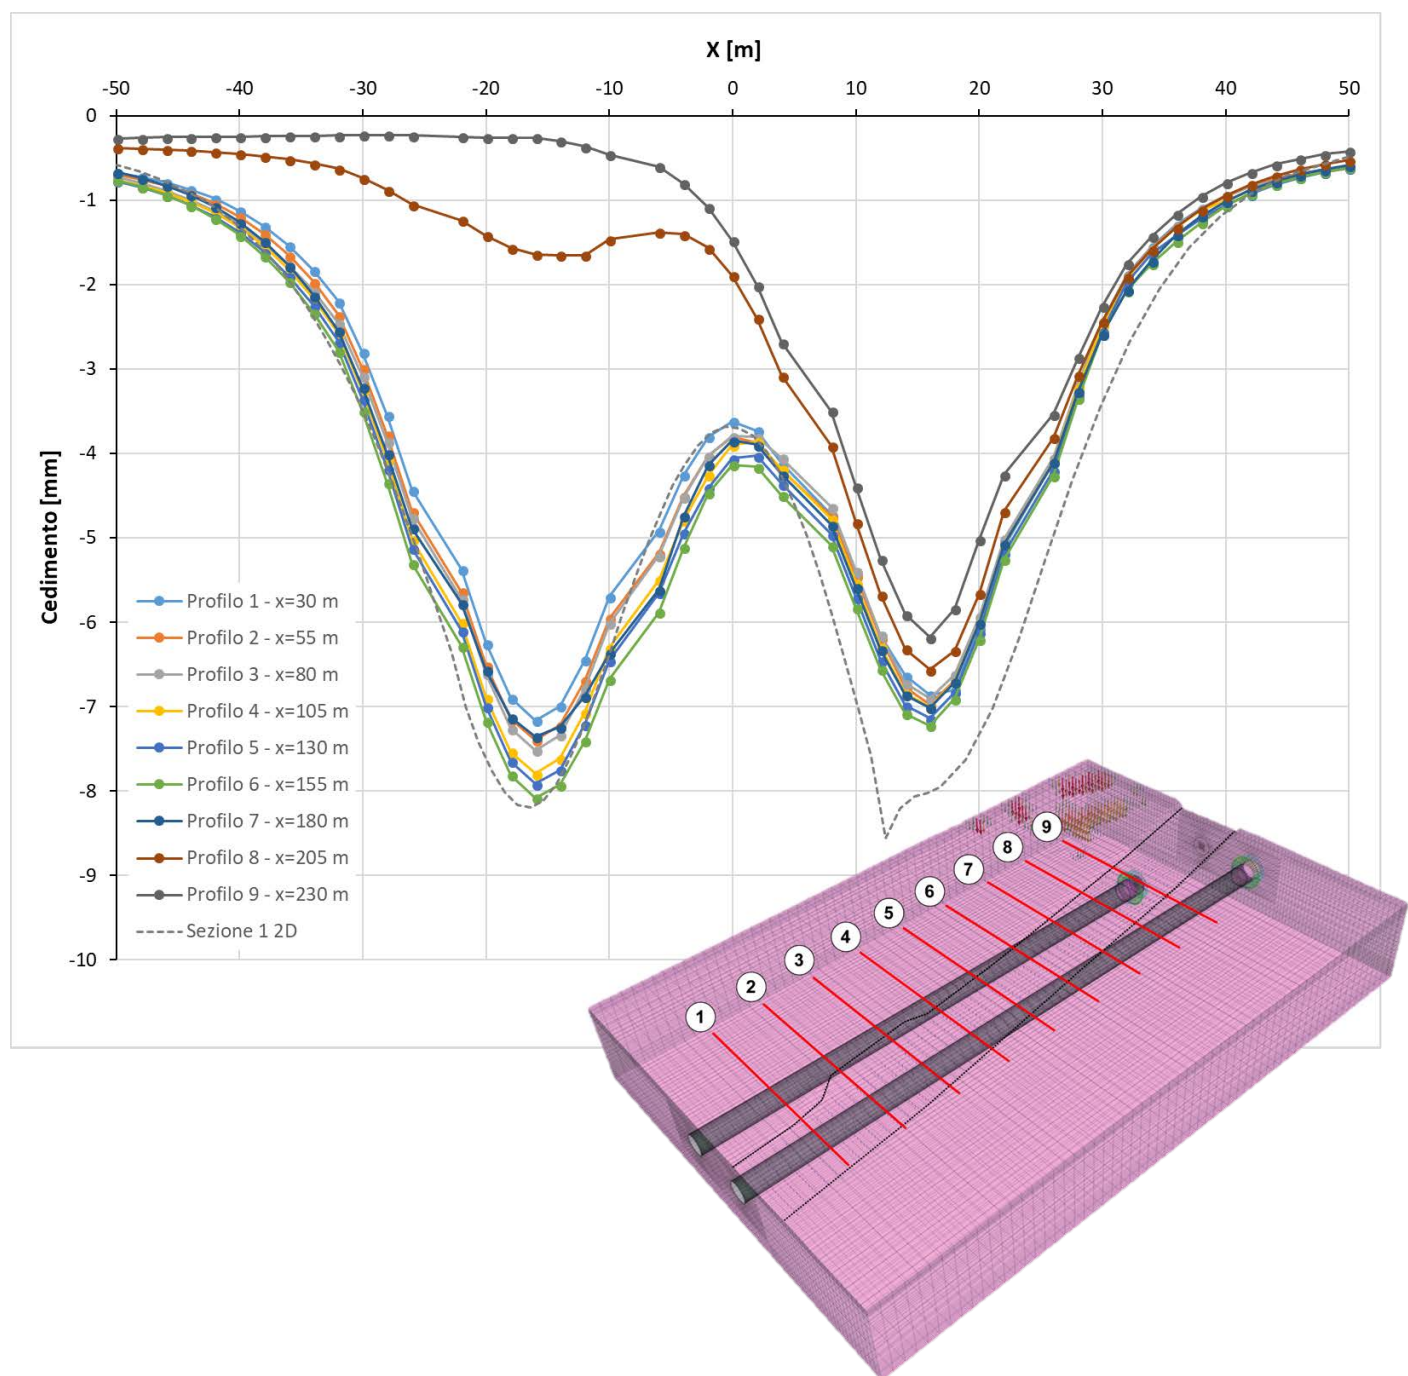 X [m]
-50 -40 -30 -20 -10 0 10 20 30 40 50
0
-1
-2
-3
-4
-5
-6
-7
-8
-9
-10
Cedimento [mm]
Profilo 1 - x=30 m
Profilo 2 - x=55 m
Profilo 3 - x=80 m
Profilo 4 - x=105 m
Profilo 5 - x=130 m
Profilo 6 - x=155 m
Profilo 7 - x=180 m
Profilo 8 - x=205 m
Profilo 9 - x=230 m
Sezione 1 2D
9
8
7
6
5
4
3
2
1